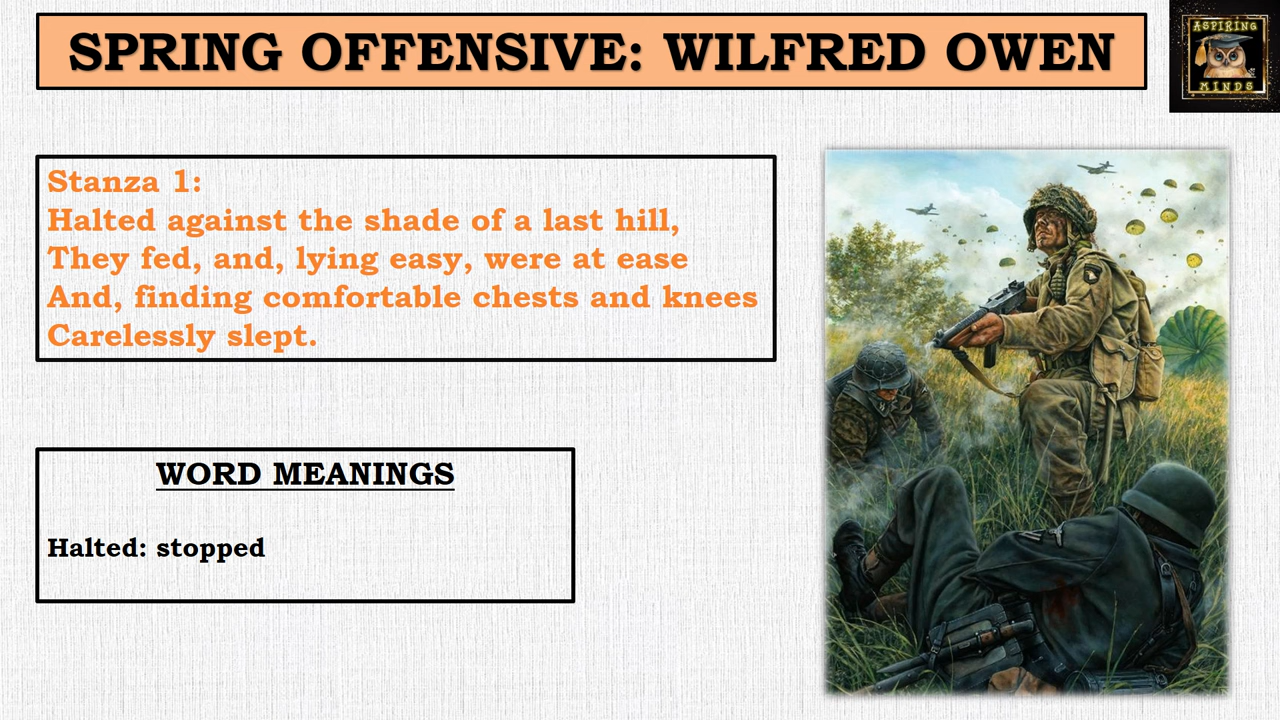 SPRING OFFENSIVE: WILFRED OWEN
ASPIRING
MINDS
Stanza 1:
Halted against the shade of a last hill,
They fed, and, lying easy, were at ease
And, finding comfortable chests and knees
Carelessly slept.
WORD MEANINGS
Halted: stopped